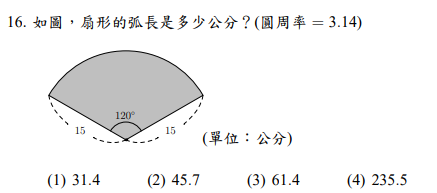 16. 如圖，扇形的弧長是多少公分？(圓周率 = 3.14)
120°
15 15
(單位：公分)
(1) 31.4 (2) 45.7 (3) 61.4 (4) 235.5